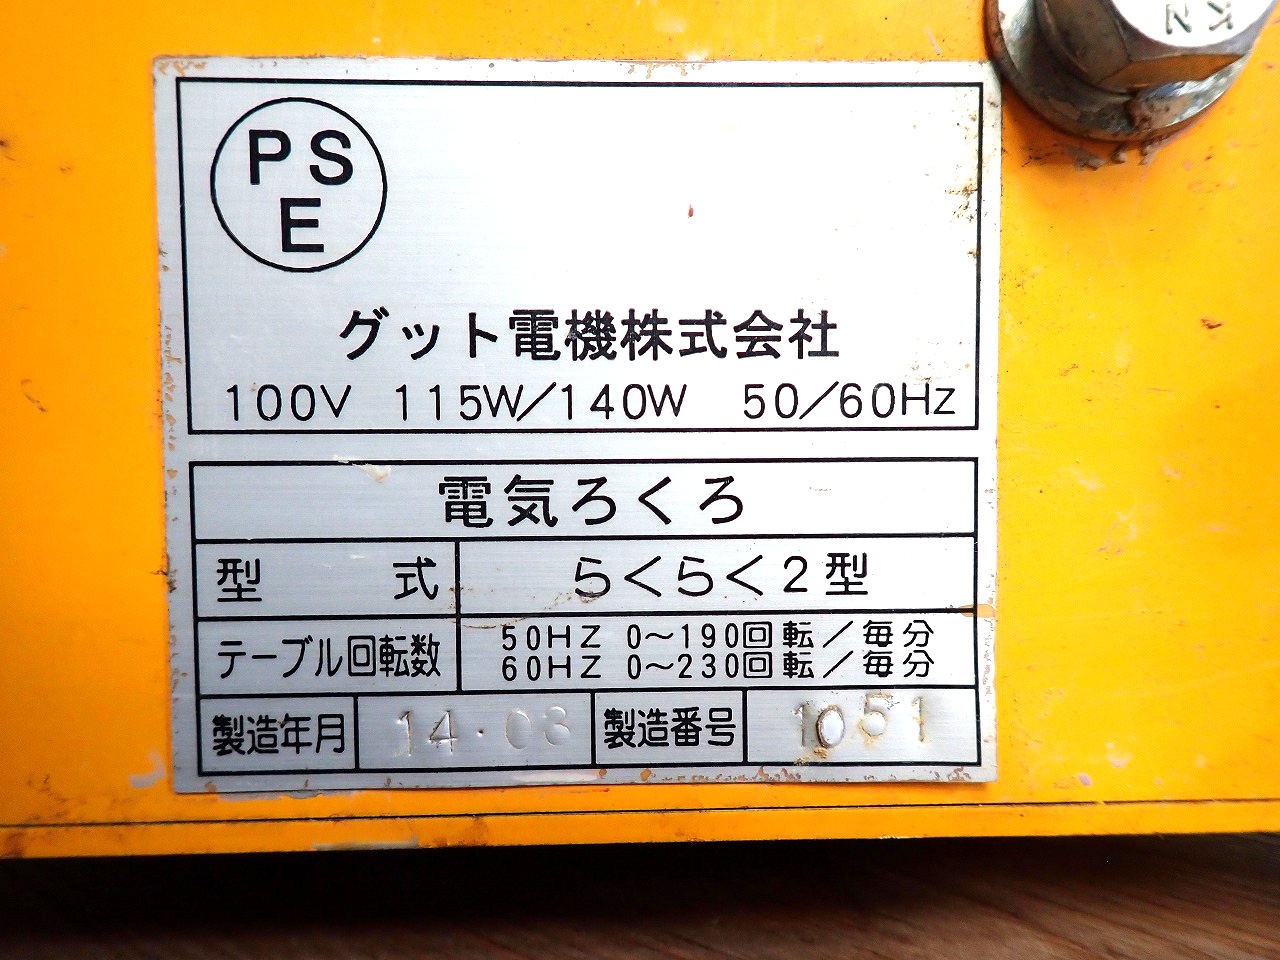 KN
PS
E
グット電機株式会社
100V 115W/140W 50/60Hz
電気ろくろ
型式 らくらく2型
テーブル回転数 50HZ 0~190回転/毎分
60HZ 0~230回転/毎分
製造年月 14・08 製造番号 1051